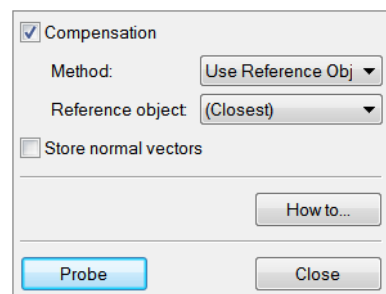 Compensation
Method: Use Reference Obj
Reference object: (Closest)
Store normal vectors
How to...
Probe Close